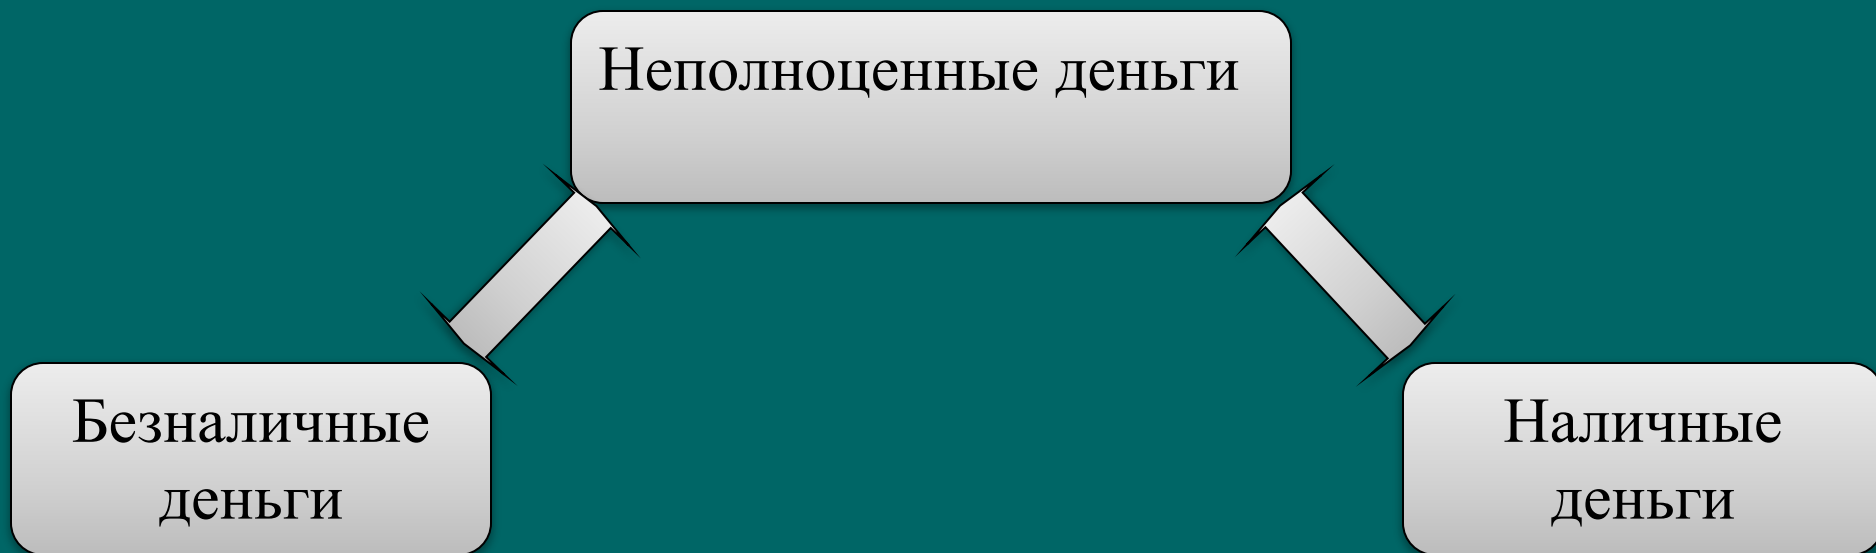 Неполноценные деньги
Безналичные
деньги
Наличные
деньги